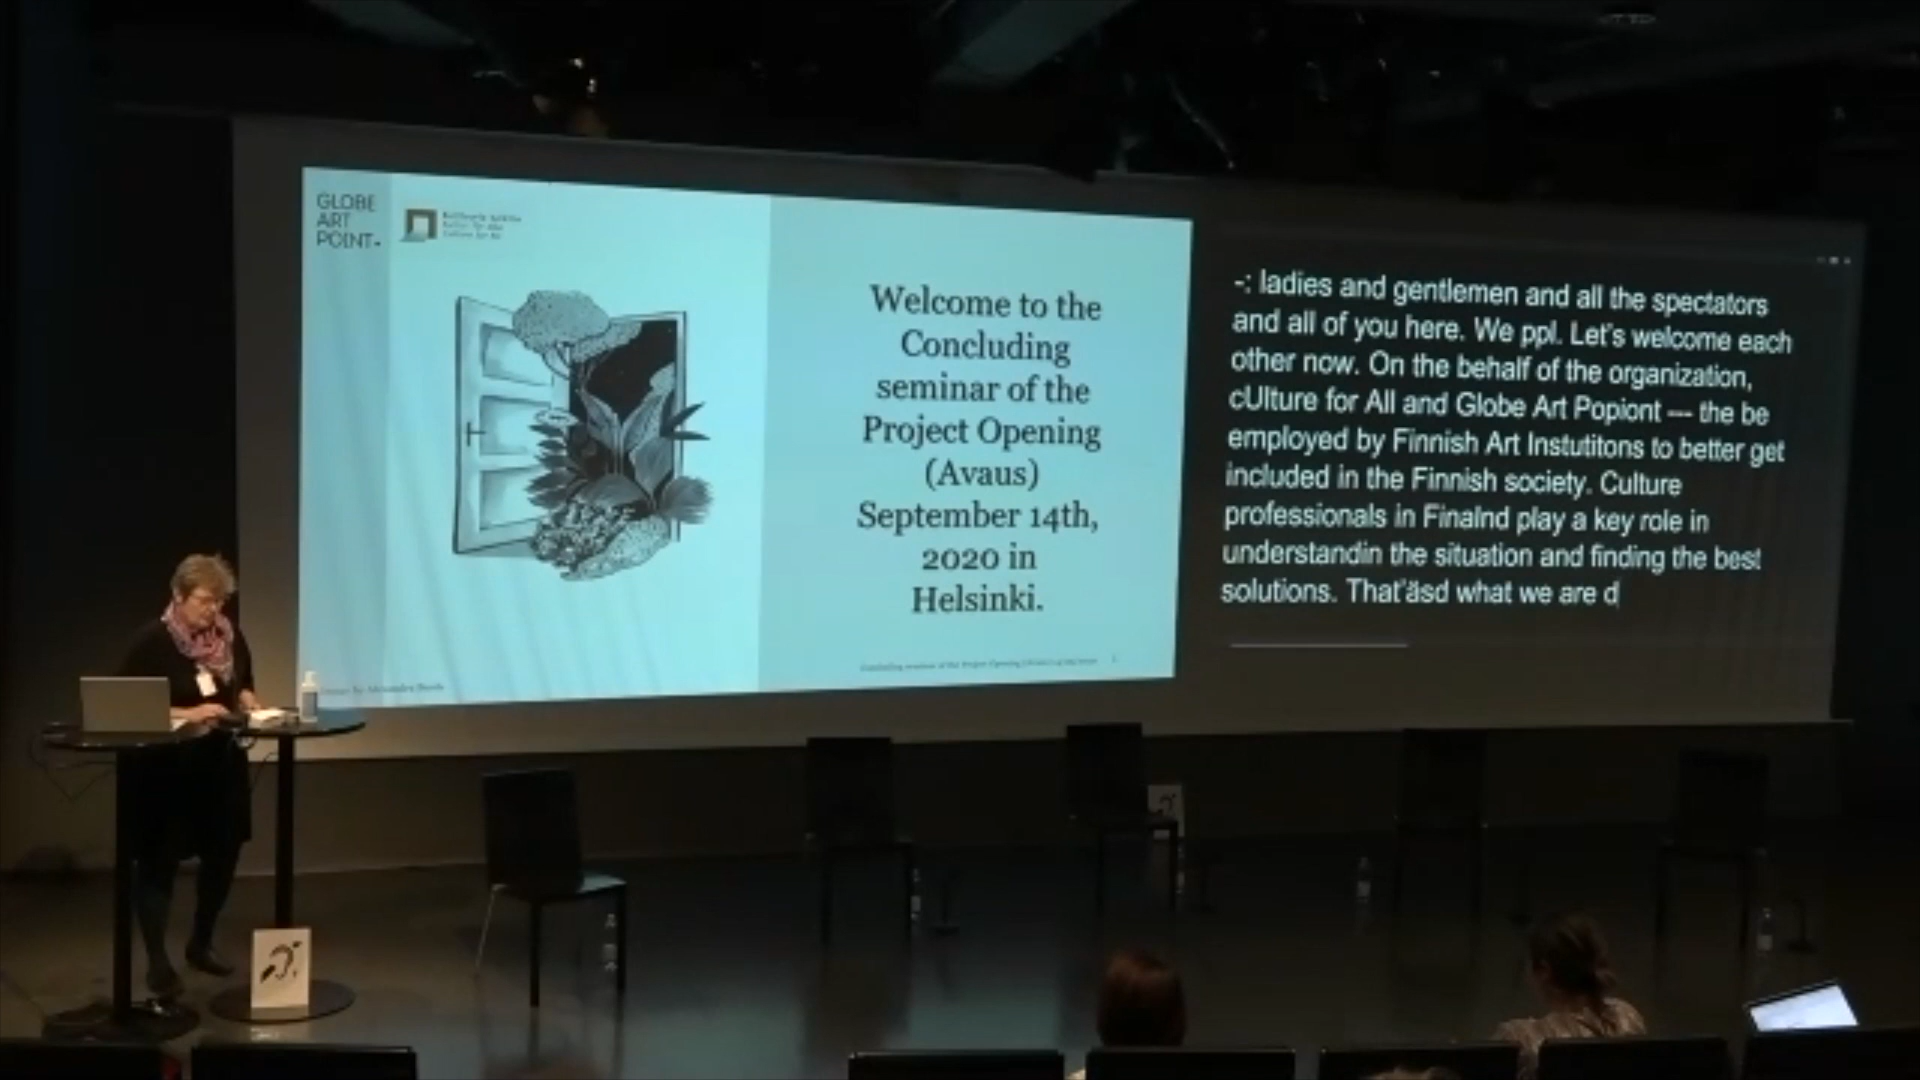 GLOBE
ART
POINT
Welcome to the
Concluding
seminar of the
Project Opening
(Avaus)
September 14th,
2020 in
Helsinki.
-: ladies and gentlemen and all the spectators
and all of you here. We ppl. Let's welcome each
other now. On the behalf of the organization,
cUlture for All and Globe Art Popiont --- the be
employed by Finnish Art Instutitons to better get
included in the Finnish society. Culture
professionals in Finalnd play a key role in
understandin the situation and finding the best
solutions. That'äsd what we are d